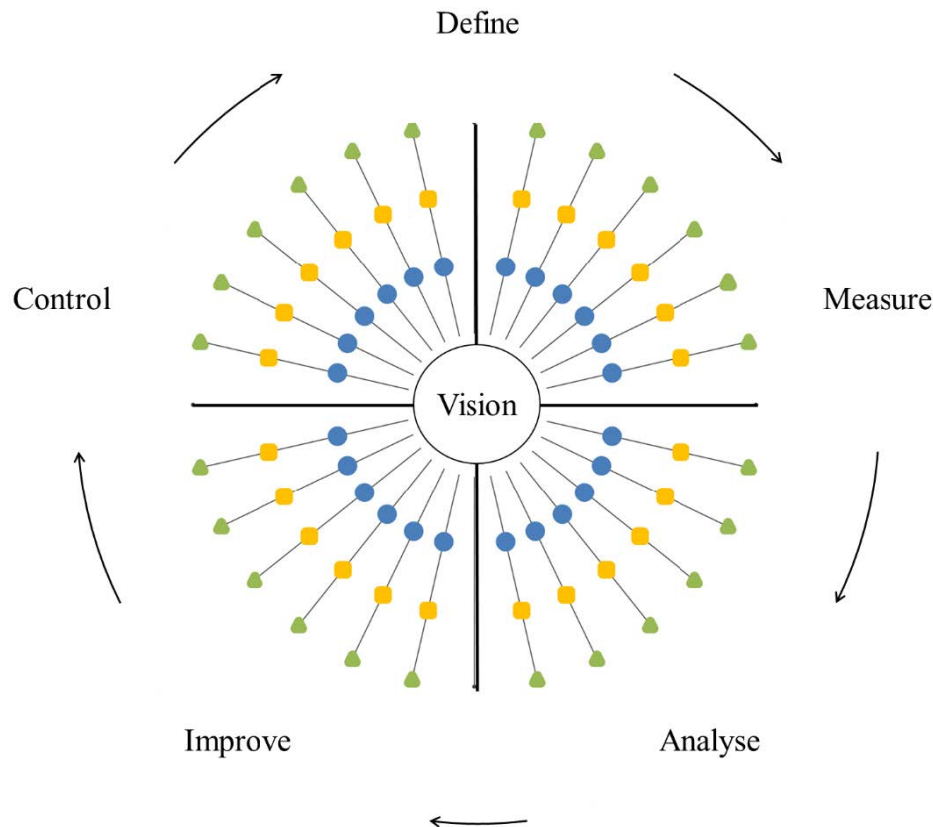 Define
Control
Measure
Vision
Improve
Analyse